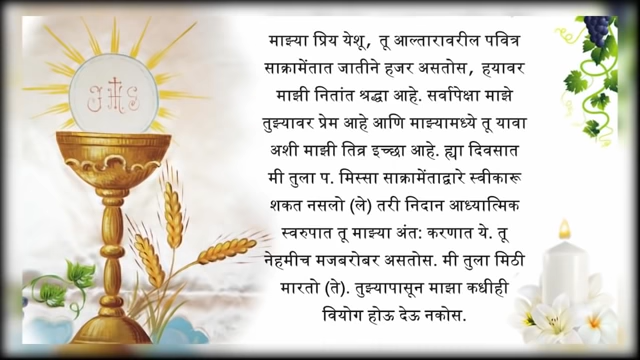 JHS
माझ्या प्रिय येशू, तू आल्तारावरील पवित्र
साक्रामेंतात जातीने हजर असतोस, हयावर
माझी नितांत श्रद्धा आहे. सर्वापेक्षा माझे
तुझ्यावर प्रेम आहे आणि माझ्यामध्ये तू यावा
अशी माझी तिव्र इच्छा आहे. ह्या दिवसात
मी तुला प. मिस्सा साक्रामेंताद्वारे स्वीकारू
शकत नसलो (ले) तरी निदान आध्यात्मिक
स्वरुपात तू माझ्या अंत: करणात ये. तू
नेहमीच मजबरोबर असतोस. मी तुला मिठी
मारतो (ते). तुझ्यापासून माझा कधीही
वियोग होऊ देऊ नकोस.